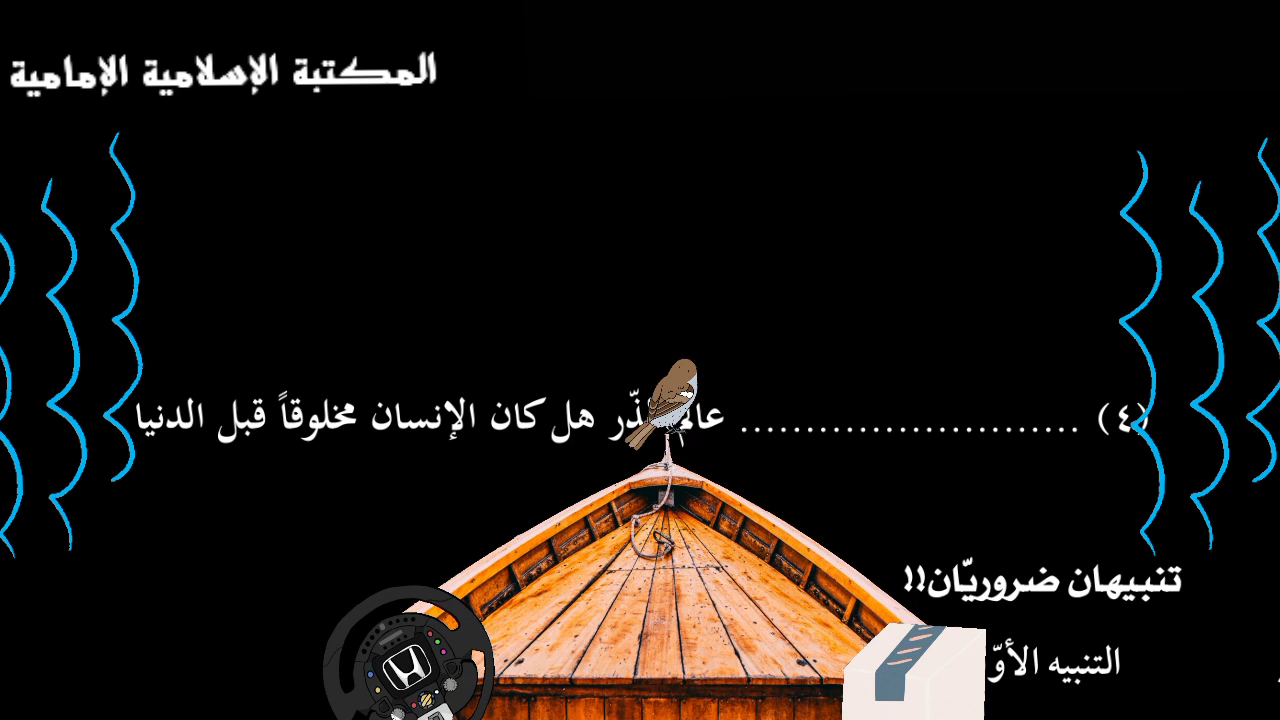 المكتبة الإسلامية الإمامية
(٤) ......................... هل كان الإنسان مخلوقاً قبل الدنيا
تنبيهان ضروريّان!!
التنبيه